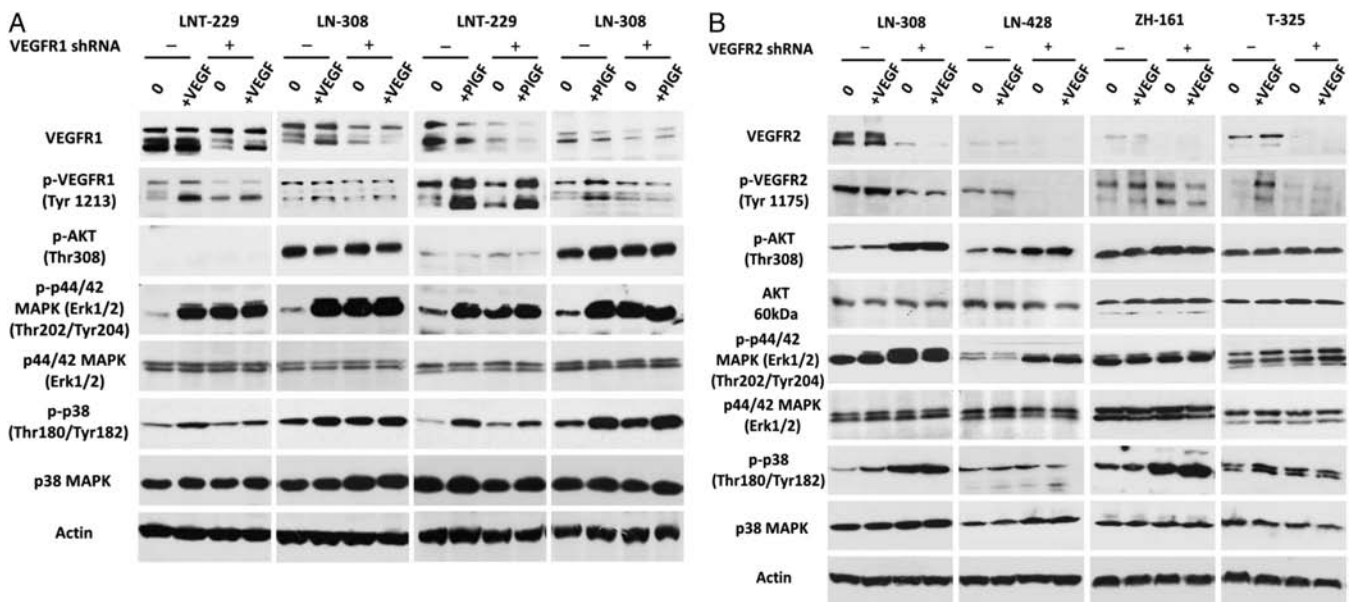 A
LNT-229 LN-308 LNT-229 LN-308
VEGFR1 shRNA − + − + − + − +
0 +VEGF 0 +VEGF 0 +VEGF 0 +VEGF 0 +PlGF 0 +PlGF 0 +PlGF 0 +PlGF
VEGFR1
p-VEGFR1
(Tyr 1213)
p-AKT
(Thr308)
p-p44/42
MAPK (Erk1/2)
(Thr202/Tyr204)
p44/42 MAPK
(Erk1/2)
p-p38
(Thr180/Tyr182)
p38 MAPK
Actin
B
LN-308 LN-428 ZH-161 T-325
VEGFR2 shRNA − + − + − + − +
0 +VEGF 0 +VEGF 0 +VEGF 0 +VEGF 0 +VEGF 0 +VEGF 0 +VEGF 0 +VEGF
VEGFR2
p-VEGFR2
(Tyr 1175)
p-AKT
(Thr308)
AKT
60kDa
p-p44/42
MAPK (Erk1/2)
(Thr202/Tyr204)
p44/42 MAPK
(Erk1/2)
p-p38
(Thr180/Tyr182)
p38 MAPK
Actin